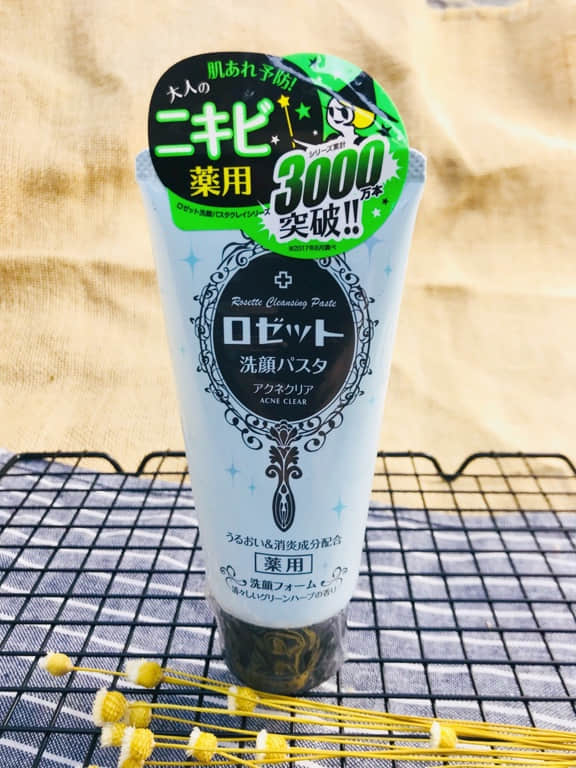 肌あれ予防!
大人の
ニキビ
薬用
ロゼット洗顔パスタクレイシリーズ
シリーズ累計
3000万本
突破!!
※2017年8月調べ
Rosette Cleansing Paste
ロゼット
洗顔パスタ
アクネクリア
ACNE CLEAR
うるおい&消炎成分配合
薬用
洗顔フォーム
清々しいグリーンハーブの香り